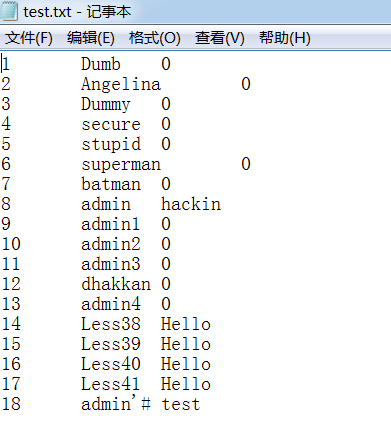 test.txt - 记事本
文件(F) 编辑(E) 格式(O) 查看(V) 帮助(H)
1 Dumb 0
2 Angelina 0
3 Dummy 0
4 secure 0
5 stupid 0
6 superman 0
7 batman 0
8 admin hackin
9 admin1 0
10 admin2 0
11 admin3 0
12 dhakkan 0
13 admin4 0
14 Less38 Hello
15 Less39 Hello
16 Less40 Hello
17 Less41 Hello
18 admin'# test